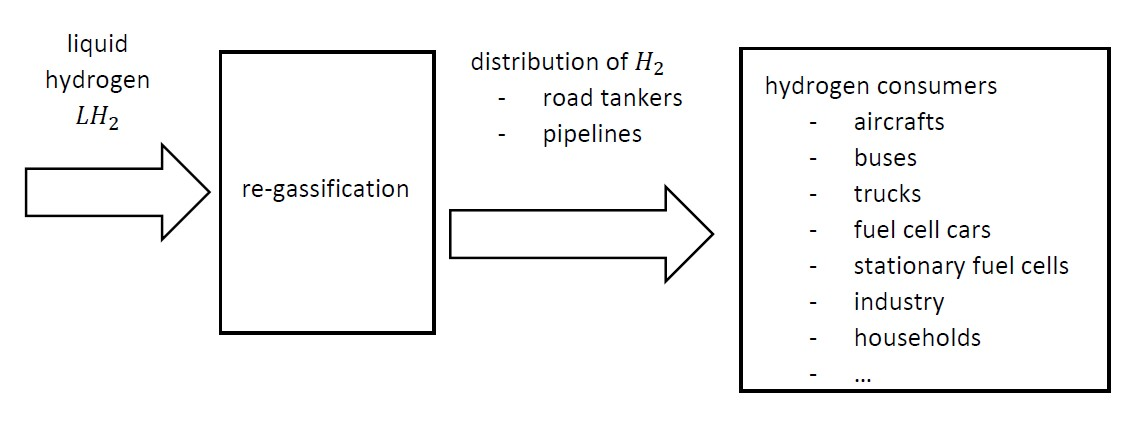 liquid
hydrogen
LH₂
re-gassification
distribution of H₂
- road tankers
- pipelines
hydrogen consumers
- aircrafts
- buses
- trucks
- fuel cell cars
- stationary fuel cells
- industry
- households
- ...